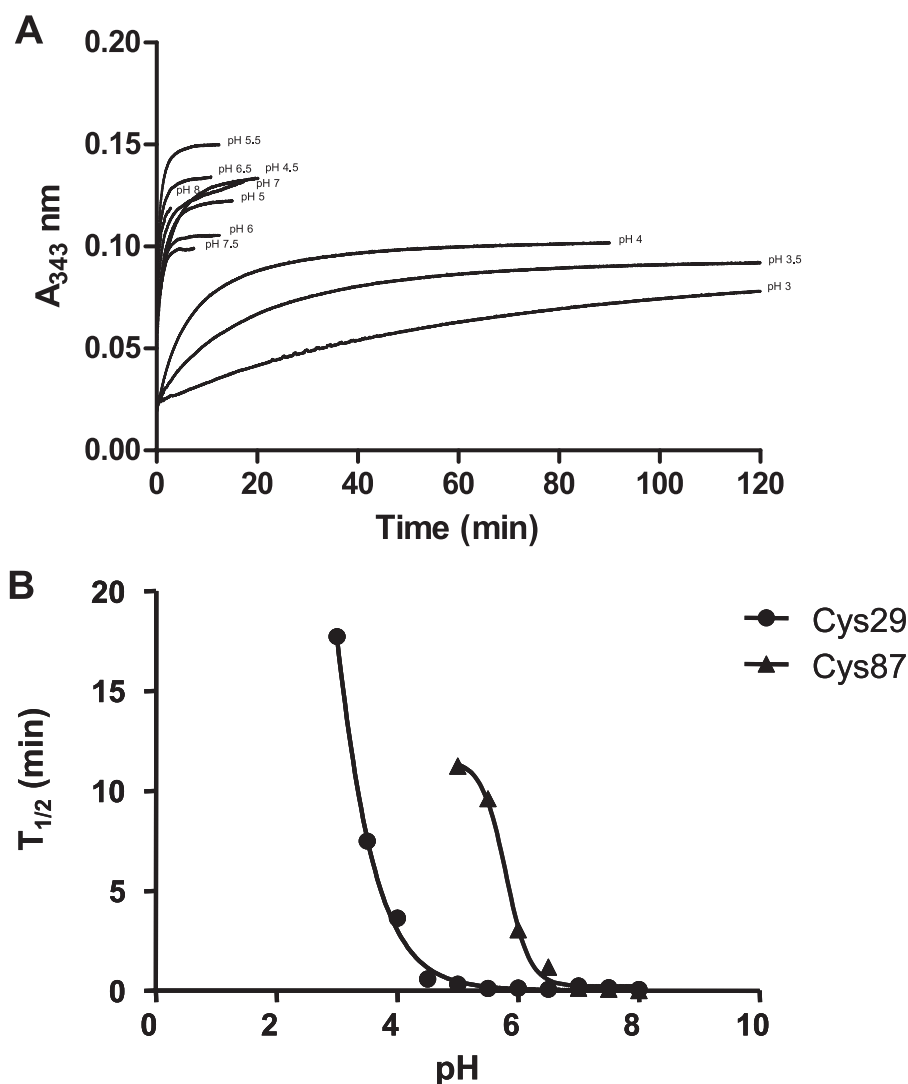 A
0.20
0.15
0.10
0.05
0.00
A343 nm
pH 5.5
pH 6.5
pH 4.5
pH 8
pH 7
pH 5
pH 6
pH 7.5
pH 4
pH 3.5
pH 3
0 20 40 60 80 100 120
Time (min)
B
20
15
10
5
0
T1/2 (min)
Cys29
Cys87
0 2 4 6 8 10
pH